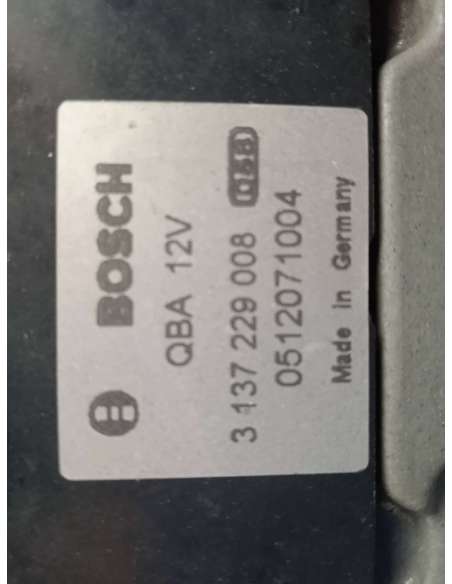 BOSCH
QBA 12V
3 137 229 008
0512071004
Made in Germany